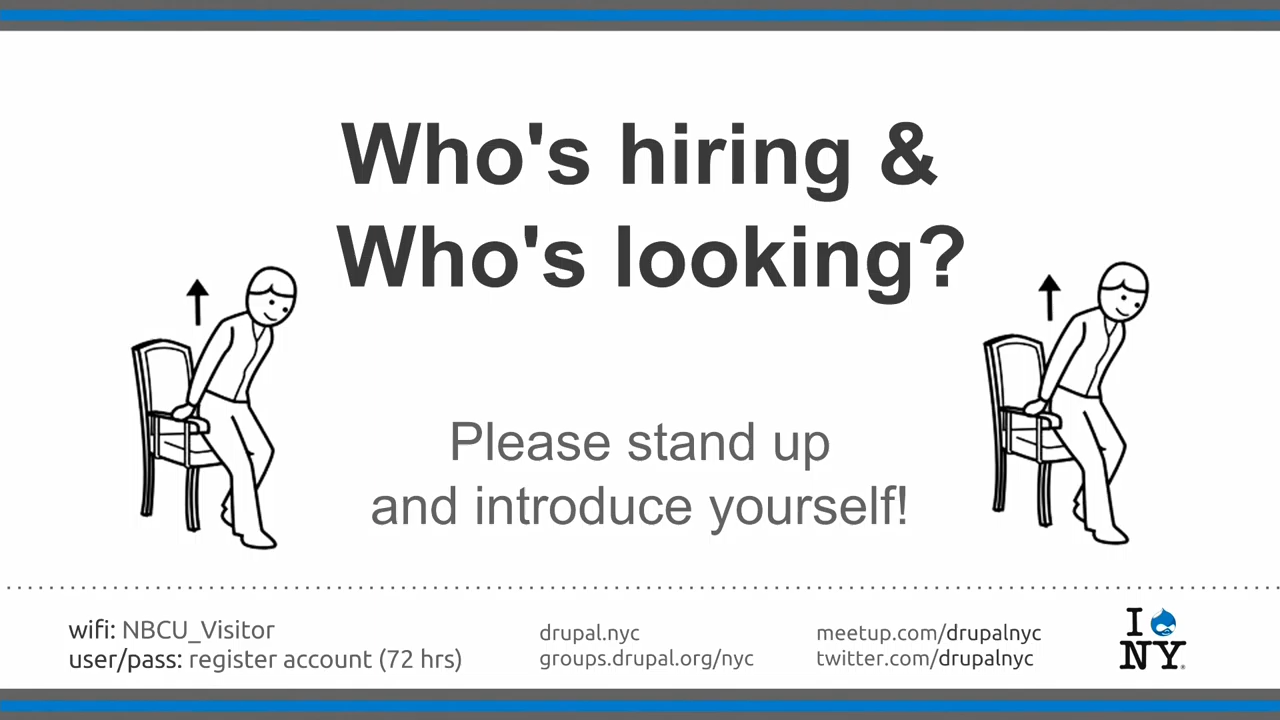 Who's hiring &
Who's looking?
Please stand up
and introduce yourself!
wifi: NBCU_Visitor
user/pass: register account (72 hrs)
drupal.nyc
groups.drupal.org/nyc
meetup.com/drupalnyc
twitter.com/drupalnyc
I
NY®